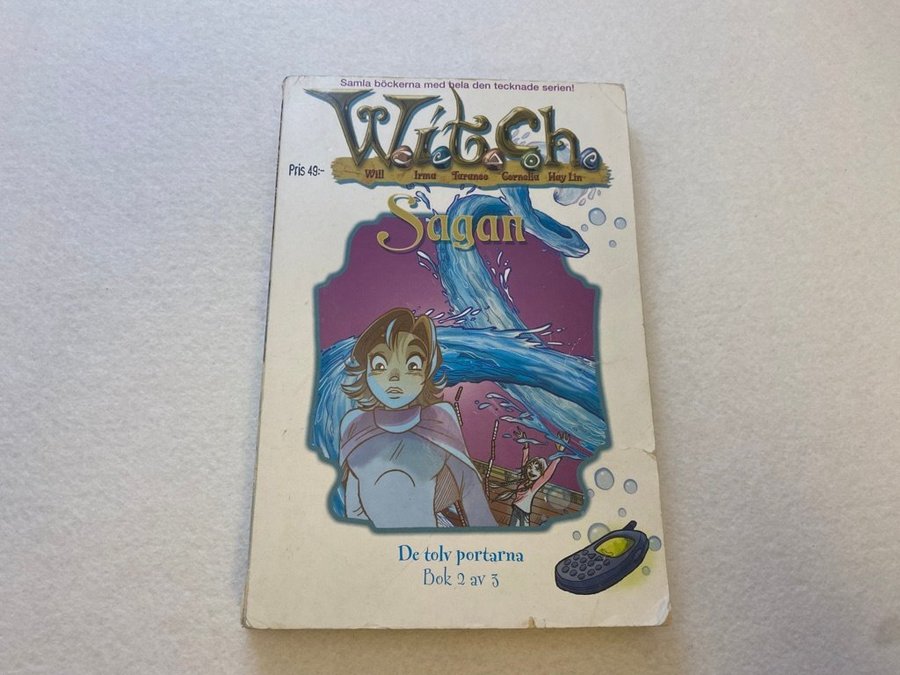 Samla böckerna med hela den tecknade serien!
W.i.t.c.h.
Pris 49:-
Will Irma Taranee Cornelia Hay Lin
Sagan
De tolv portarna
Bok 2 av 3